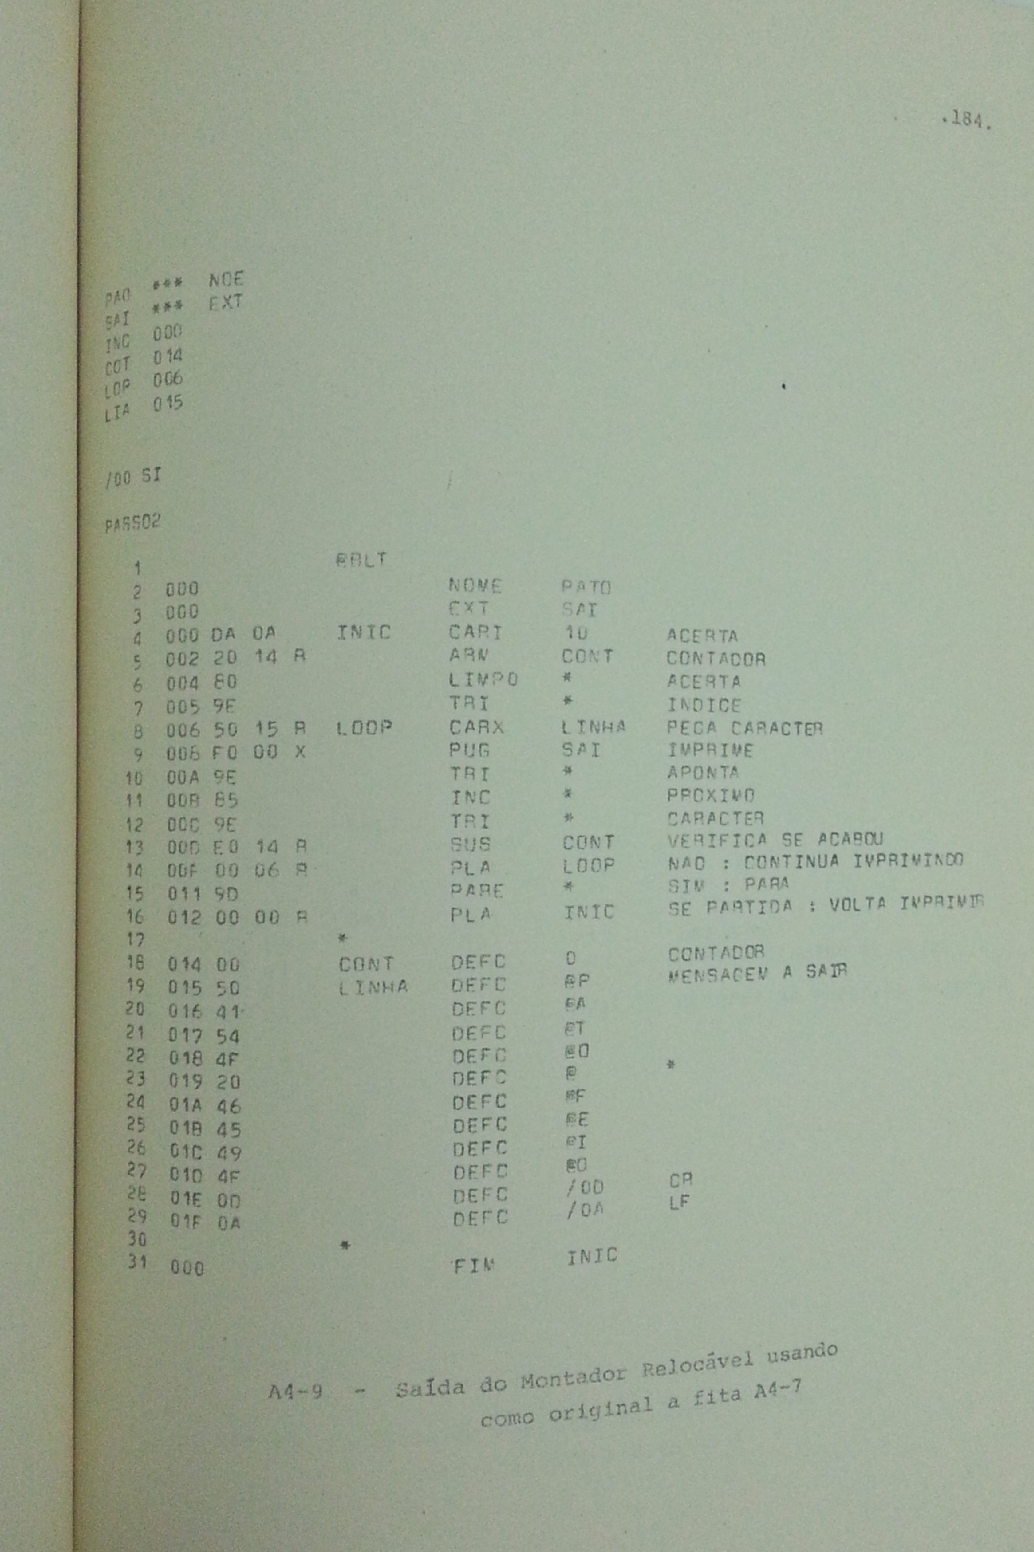 .184.
PAO *** NOE
SAI *** EXT
INC 000
COT 014
LOP 006
LIA 015
/00 SI
PASSO2
1 @RLT
2 000 NOME PATO
3 000 EXT SAI
4 000 DA 0A INIC CARI 10 ACERTA
5 002 20 14 R ARM CONT CONTADOR
6 004 80 LIMPO * ACERTA
7 005 9E TRI * INDICE
8 006 50 15 R LOOP CARX LINHA PEGA CARACTER
9 008 F0 00 X PUG SAI IMPRIME
10 00A 9E TRI * APONTA
11 00B 85 INC * PROXIMO
12 00C 9E TRI * CARACTER
13 00D E0 14 R SUS CONT VERIFICA SE ACABOU
14 00F 00 06 R PLA LOOP NAO : CONTINUA IMPRIMINDO
15 011 9D PARE * SIM : PARA
16 012 00 00 R PLA INIC SE PARTIDA : VOLTA IMPRIMIR
17 *
18 014 00 CONT DEFC 0 CONTADOR
19 015 50 LINHA DEFC @P MENSAGEM A SAIR
20 016 41 DEFC @A
21 017 54 DEFC @T
22 018 4F DEFC @O
23 019 20 DEFC @ *
24 01A 46 DEFC @F
25 01B 45 DEFC @E
26 01C 49 DEFC @I
27 01D 4F DEFC @O
28 01E 0D DEFC /0D CR
29 01F 0A DEFC /0A LF
30 *
31 000 FIM INIC
A4-9 - Saída do Montador Relocável usando
como original a fita A4-7